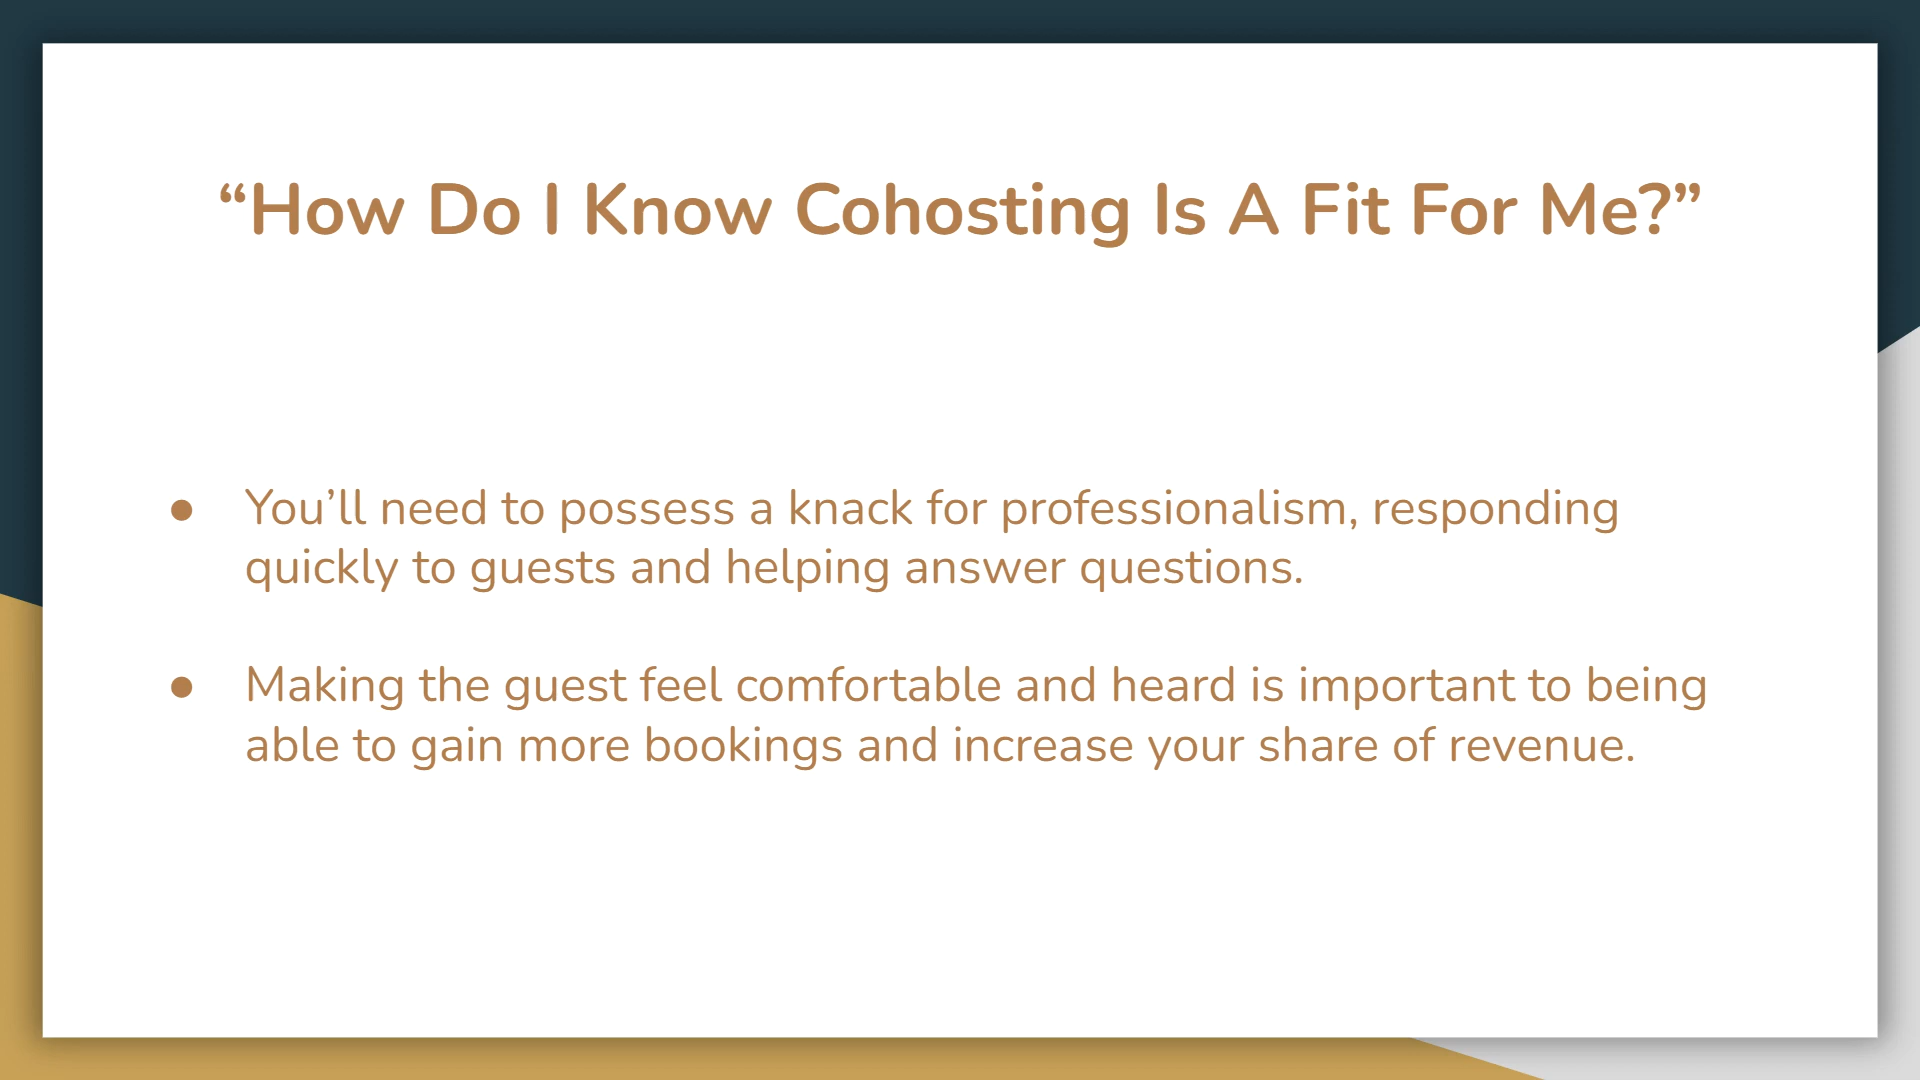 “How Do I Know Cohosting Is A Fit For Me?”
● You’ll need to possess a knack for professionalism, responding
quickly to guests and helping answer questions.
● Making the guest feel comfortable and heard is important to being
able to gain more bookings and increase your share of revenue.